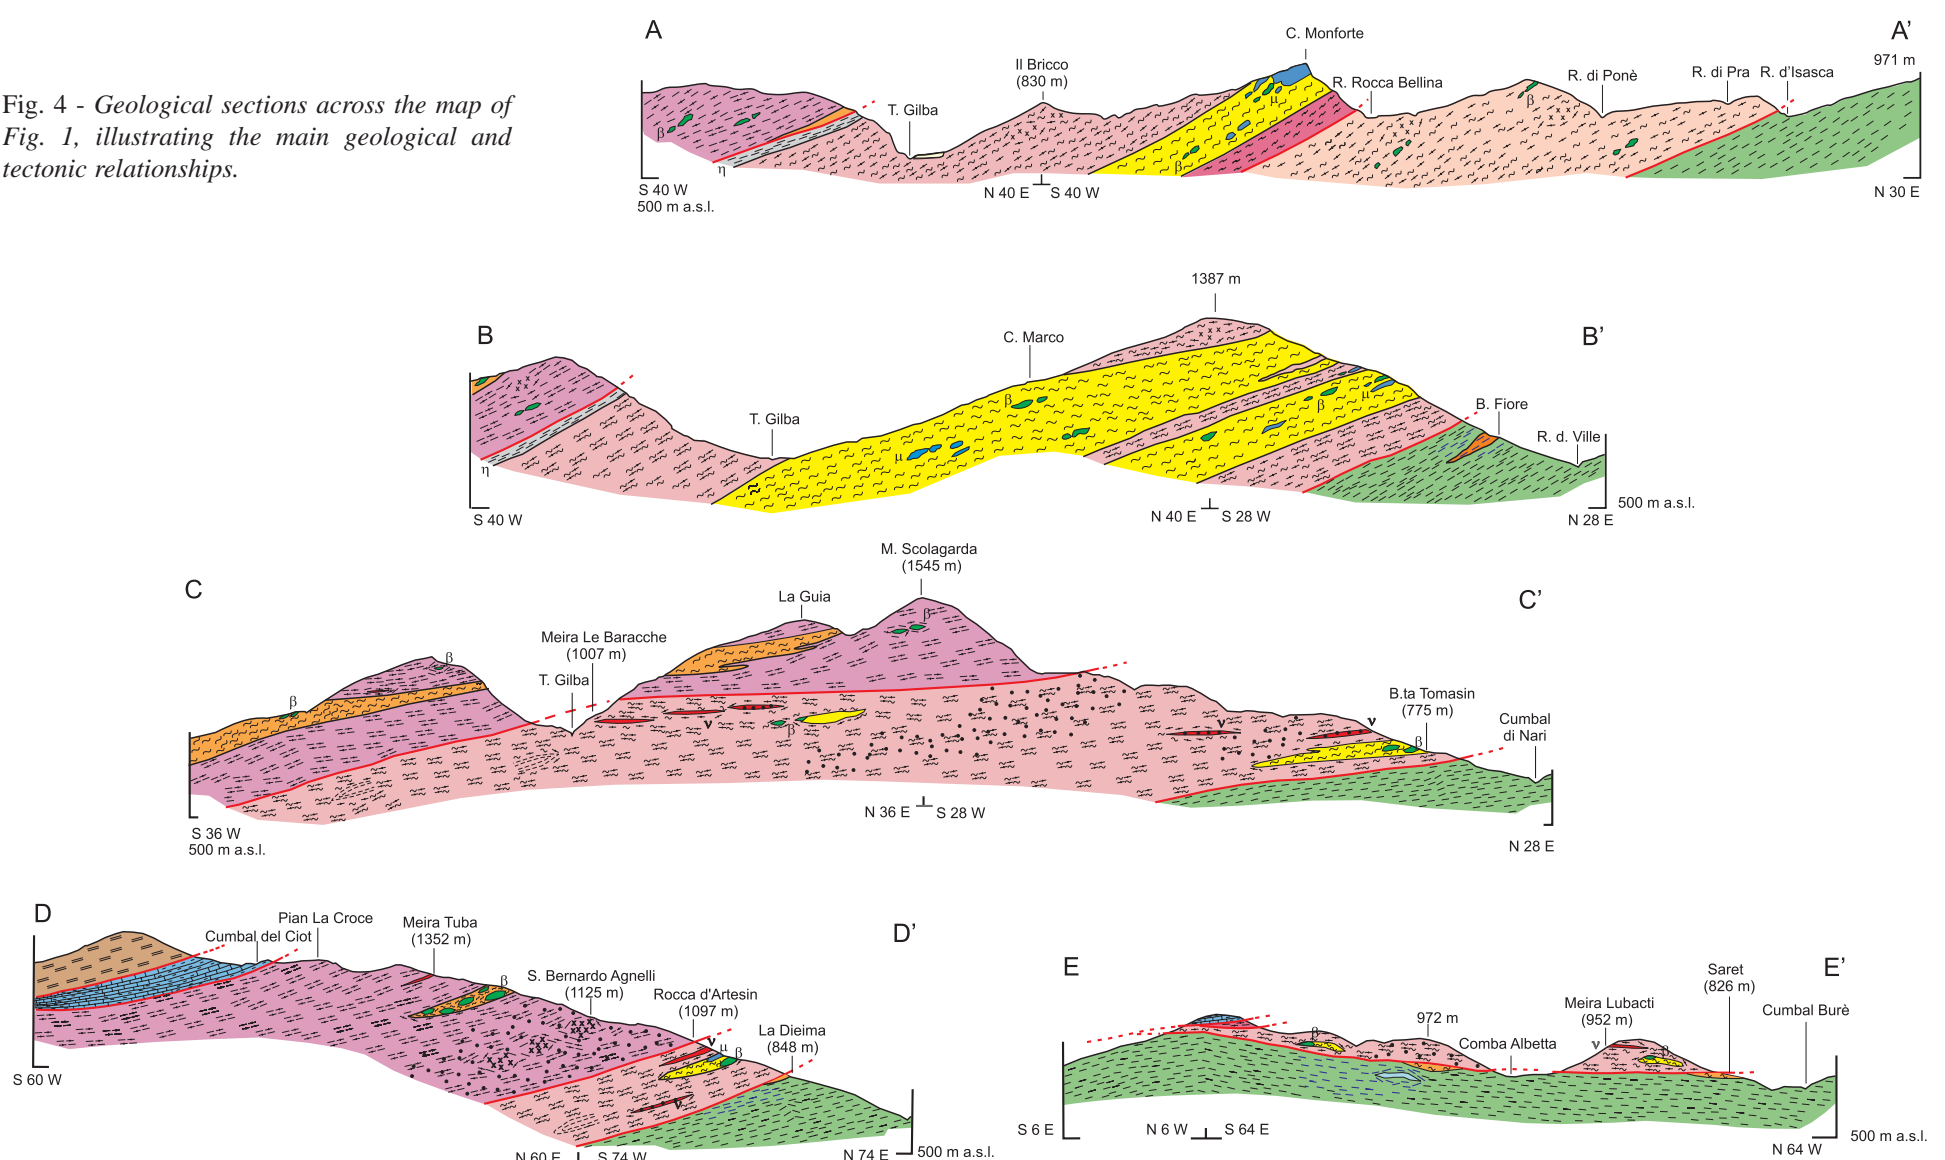 Fig. 4 - Geological sections across the map of
Fig. 1, illustrating the main geological and
tectonic relationships.
A
A’
C. Monforte
971 m
Il Bricco
(830 m)
R. Rocca Bellina
R. di Ponè
R. di Pra
R. d’Isasca
T. Gilba
β
μ
β
β
η
S 40 W
500 m a.s.l.
N 40 E
S 40 W
N 30 E
1387 m
B
B’
C. Marco
T. Gilba
B. Fiore
R. d. Ville
β
β
μ
μ
η
S 40 W
N 40 E
S 28 W
N 28 E
500 m a.s.l.
M. Scolagarda
(1545 m)
C
C’
La Guia
Meira Le Baracche
(1007 m)
T. Gilba
B.ta Tomasin
(775 m)
Cumbal
di Nari
β
β
β
ν
β
ν
ν
β
N 36 E
S 28 W
S 36 W
500 m a.s.l.
N 28 E
D
D’
Pian La Croce
Cumbal del Ciot
Meira Tuba
(1352 m)
S. Bernardo Agnelli
(1125 m)
Rocca d'Artesin
(1097 m)
La Dieima
(848 m)
β
ν
μ
β
ν
S 60 W
N 60 E
S 74 W
N 74 E
500 m a.s.l.
E
E’
Saret
(826 m)
Meira Lubacti
(952 m)
Cumbal Burè
972 m
Comba Albetta
β
ν
β
S 6 E
N 6 W
S 64 E
N 64 W
500 m a.s.l.